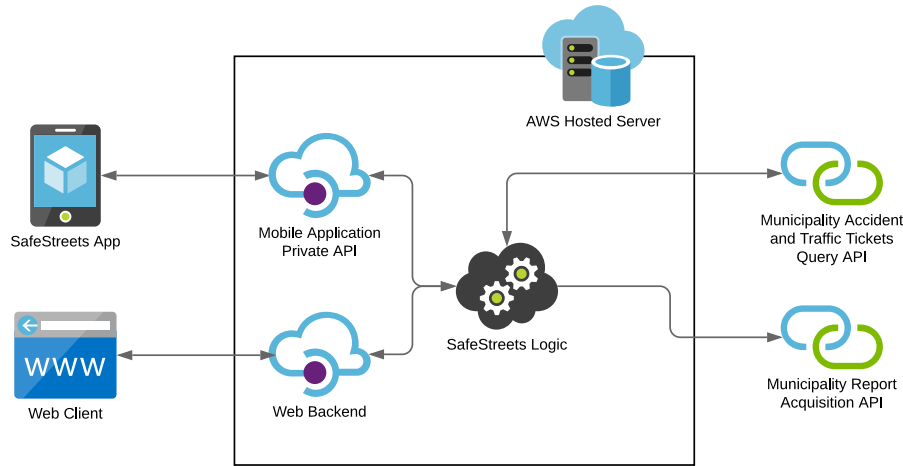 AWS Hosted Server
SafeStreets App
Mobile Application
Private API
Municipality Accident
and Traffic Tickets
Query API
SafeStreets Logic
WWW
Web Client
Web Backend
Municipality Report
Acquisition API